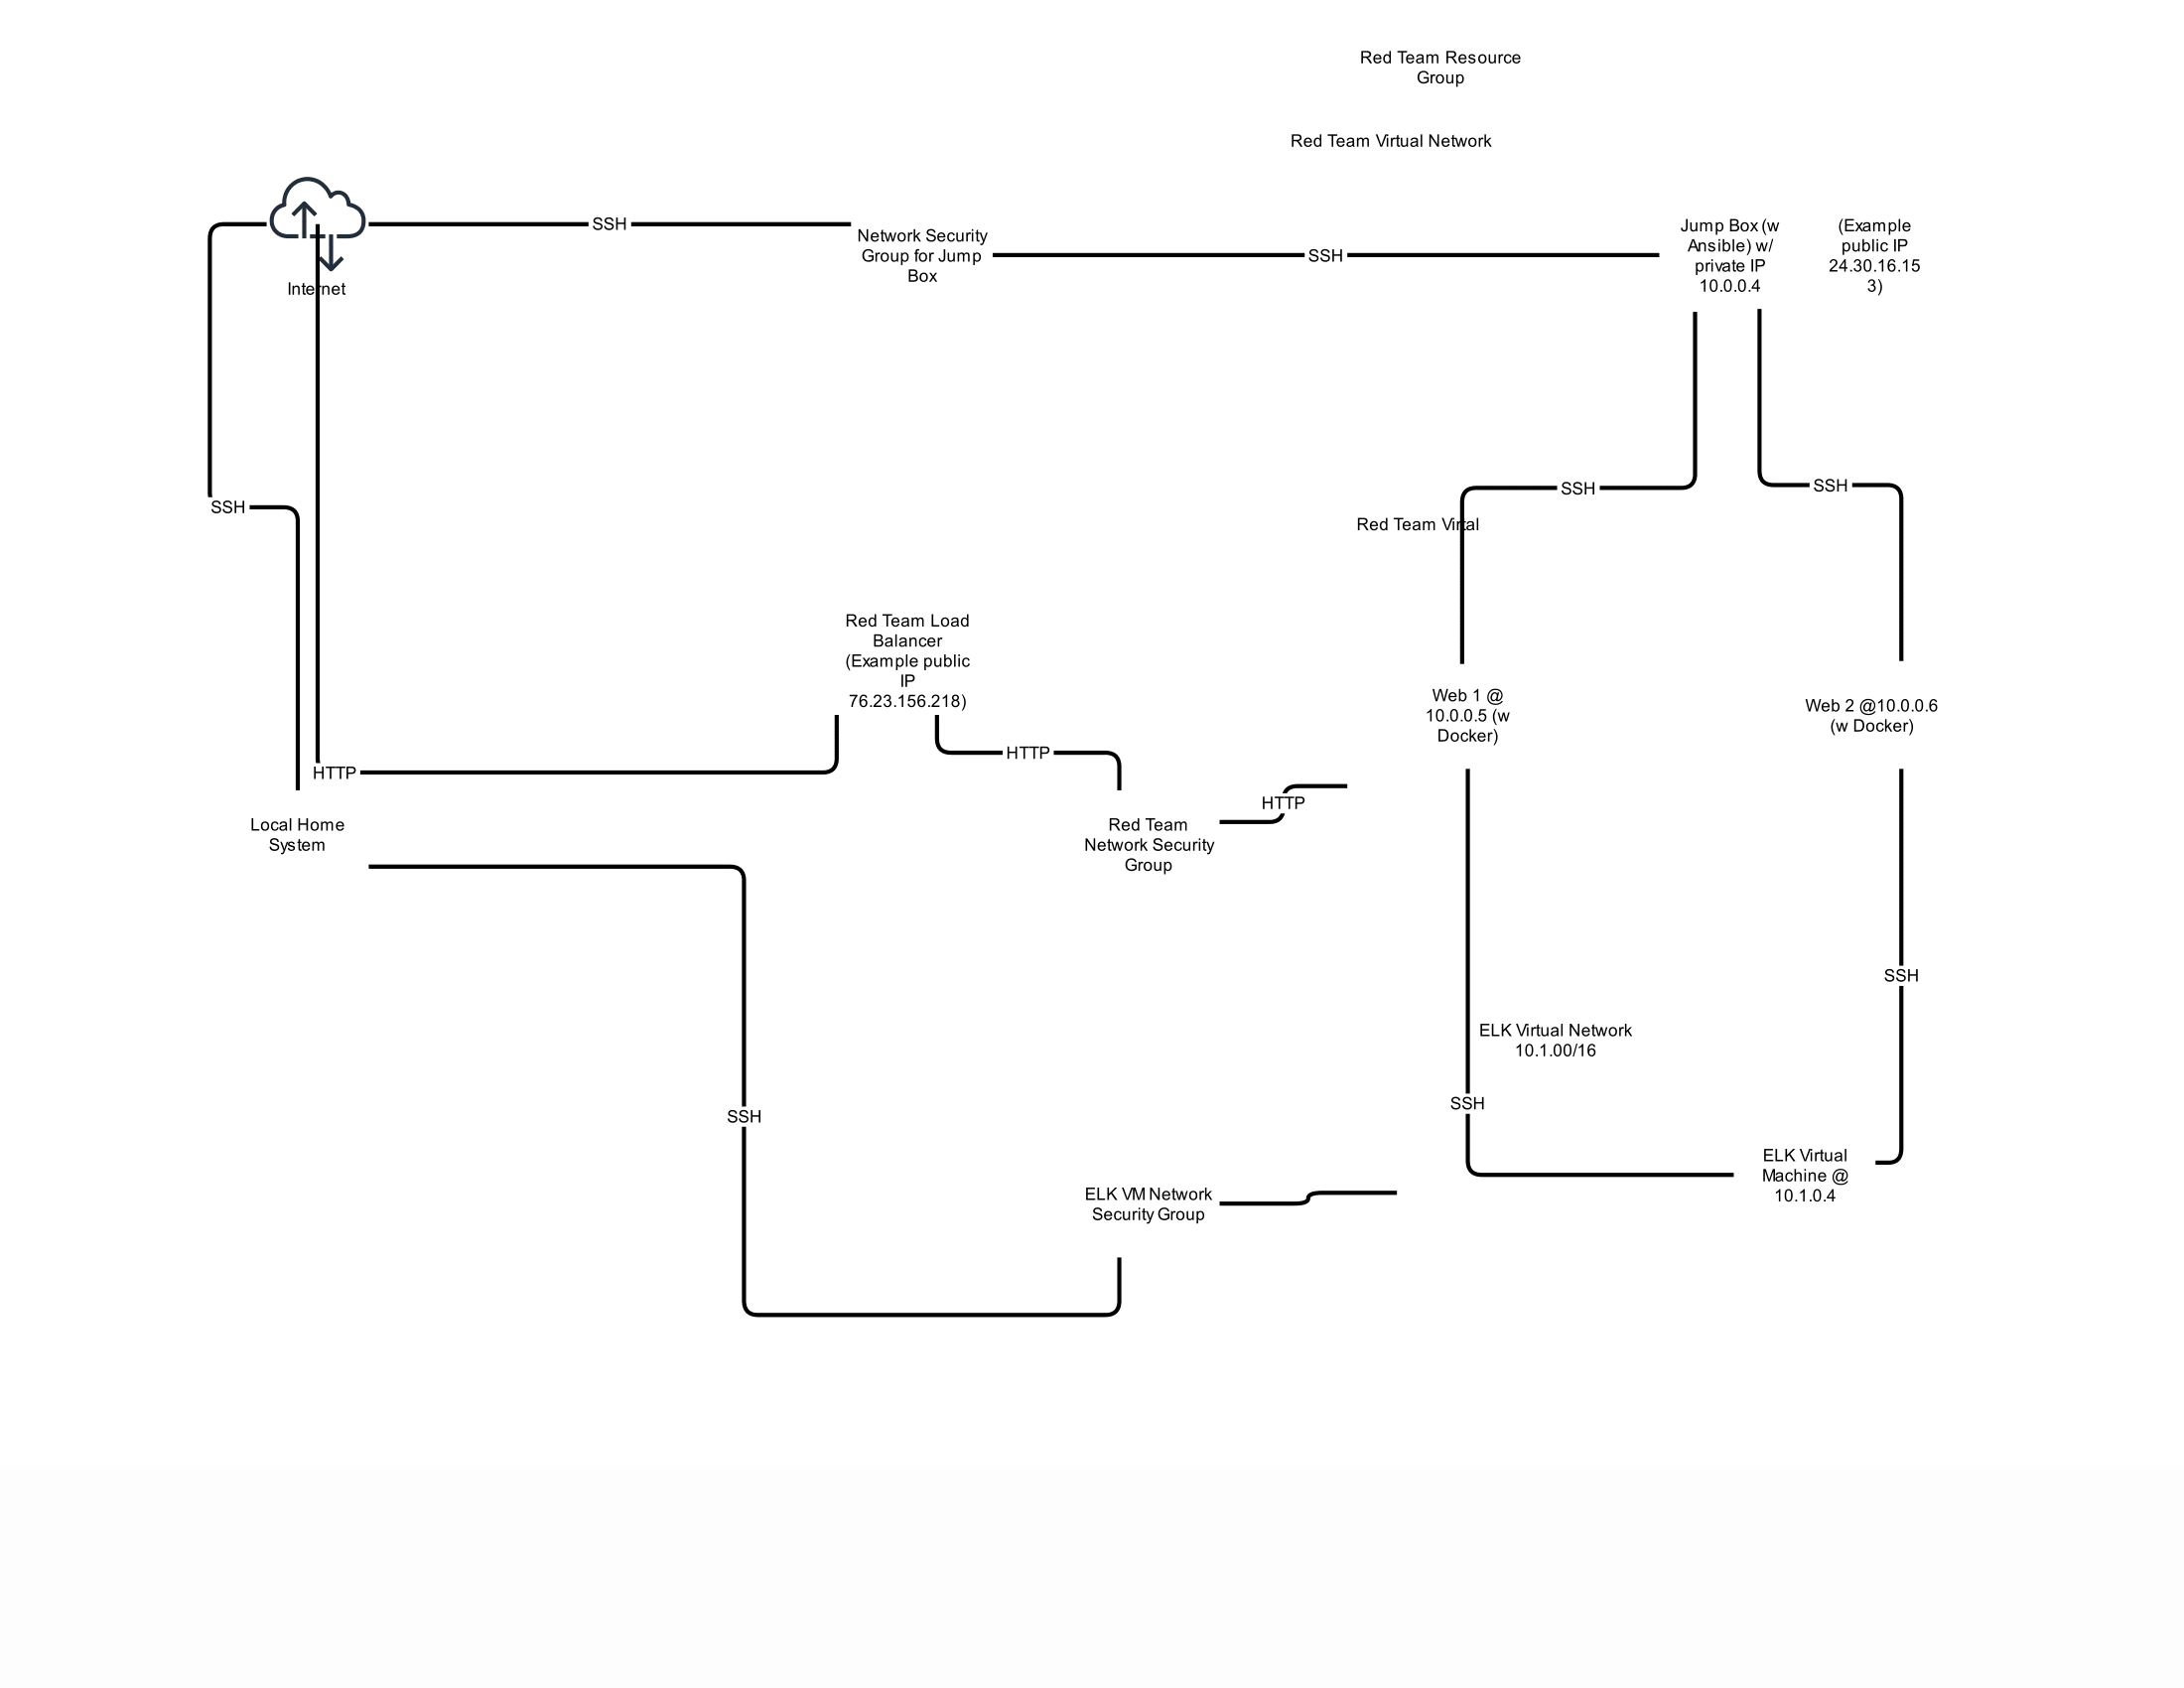 Red Team Resource
Group
Red Team Virtual Network
Internet
SSH
Network Security
Group for Jump
Box
SSH
Jump Box (w
Ansible) w/
private IP
10.0.0.4
(Example
public IP
24.30.16.15
3)
SSH
SSH
SSH
Red Team Virtal
Red Team Load
Balancer
(Example public
IP
76.23.156.218)
Web 1 @
10.0.0.5 (w
Docker)
Web 2 @10.0.0.6
(w Docker)
HTTP
HTTP
HTTP
Local Home
System
Red Team
Network Security
Group
SSH
ELK Virtual Network
10.1.00/16
SSH
SSH
ELK VM Network
Security Group
ELK Virtual
Machine @
10.1.0.4